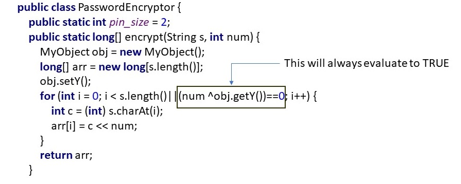 public class PasswordEncryptor {
public static int pin_size = 2;
public static long[] encrypt(String s, int num) {
MyObject obj = new MyObject();
long[] arr = new long[s.length()];
obj.setY();
This will always evaluate to TRUE
for (int i = 0; i < s.length()||(num ^obj.getY())==0; i++) {
int c = (int) s.charAt(i);
arr[i] = c << num;
}
return arr;